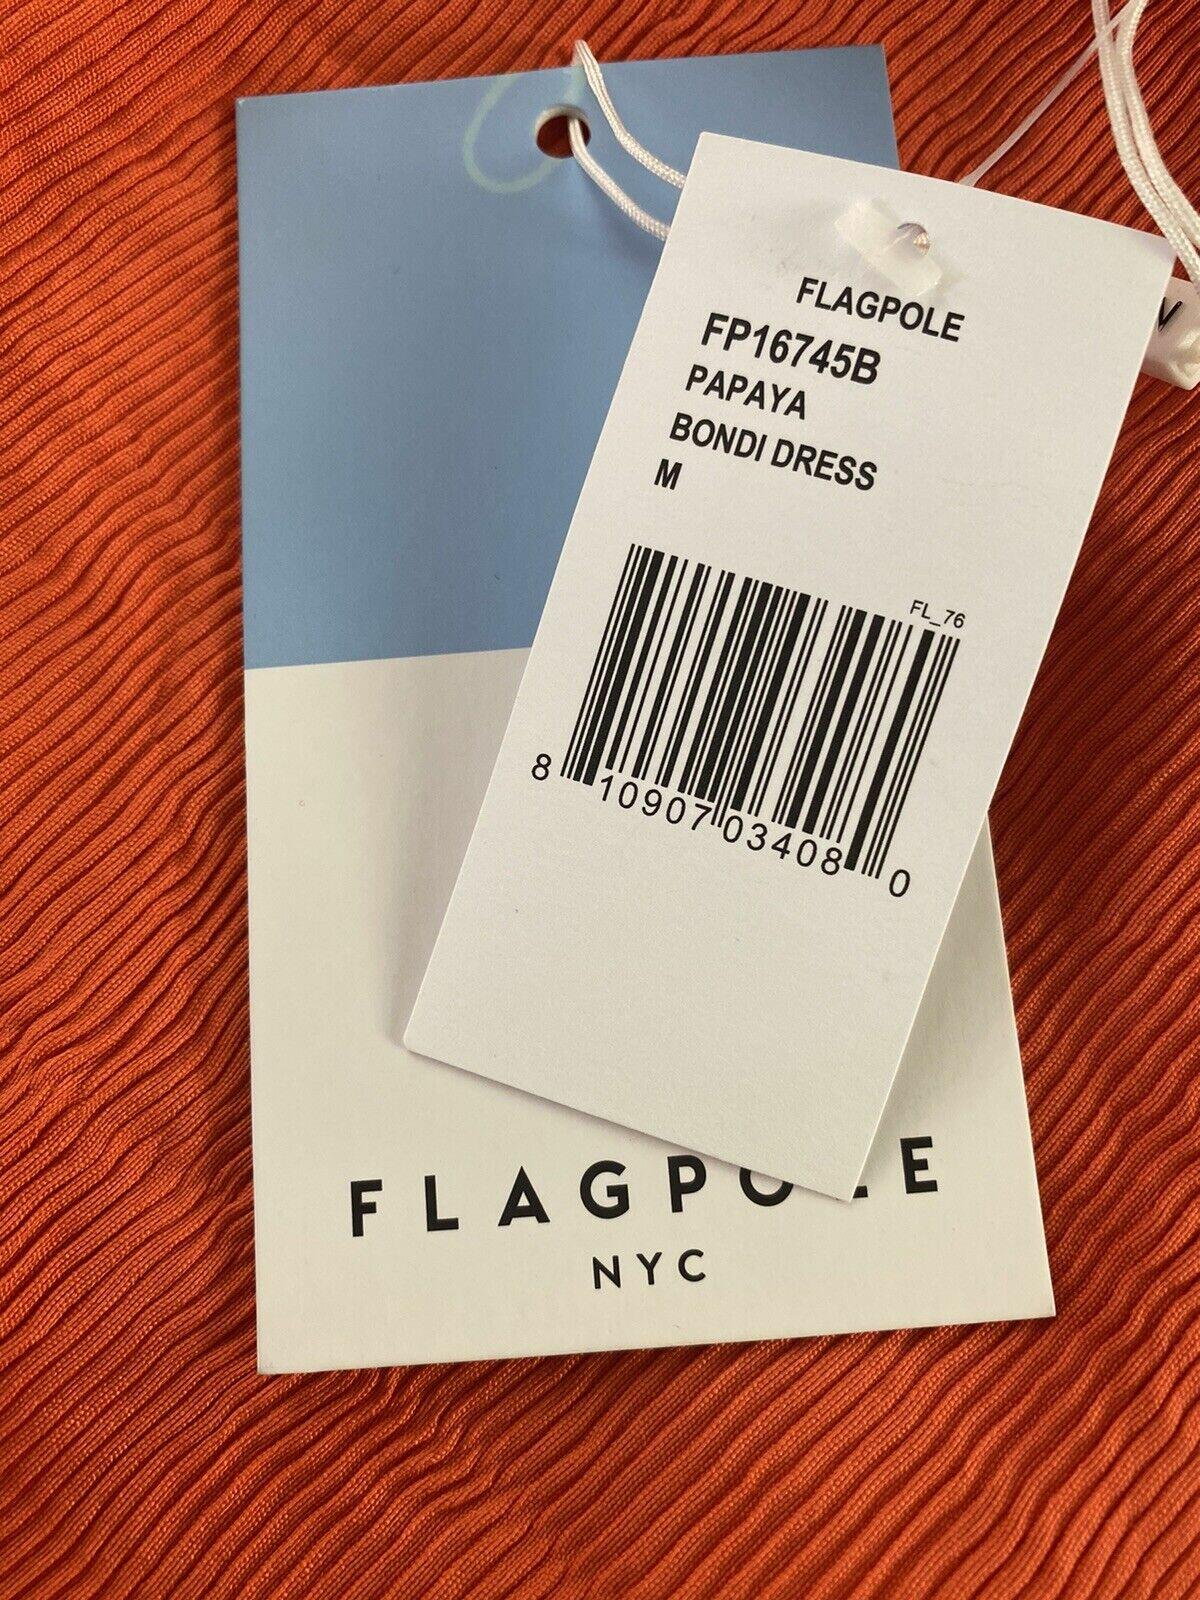 FLAGPOLE
FP16745B
PAPAYA
BONDI DRESS
M
FL_76
8 10907 03408 0
FLAGPOLE
NYC